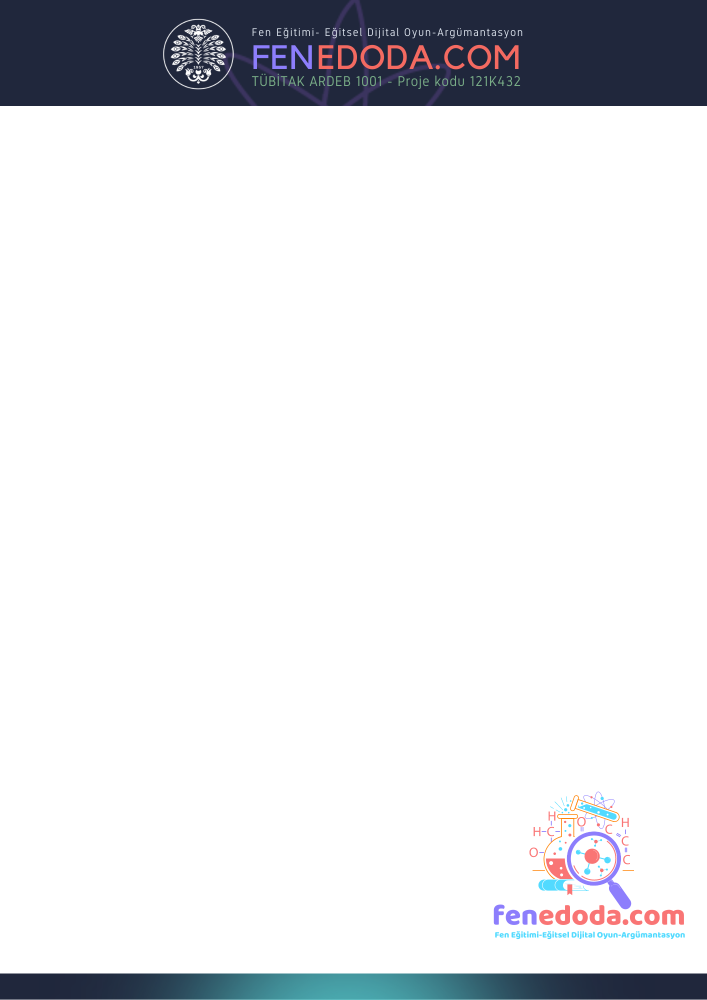 Fen Eğitimi- Eğitsel Dijital Oyun-Argümantasyon
FENEDODA.COM
TÜBİTAK ARDEB 1001 - Proje kodu 121K432
1957
H
H-C-
O
O-
C
H
C
C
fenedoda.com
Fen Eğitimi-Eğitsel Dijital Oyun-Argümantasyon